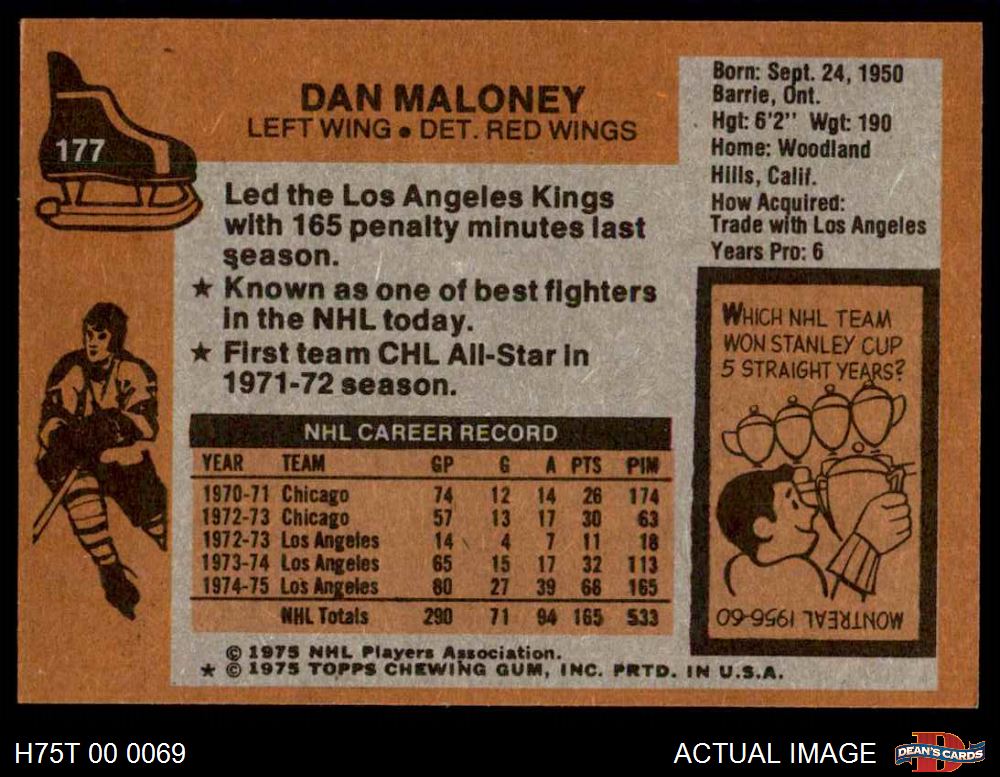 177
DAN MALONEY
LEFT WING • DET. RED WINGS
Born: Sept. 24, 1950
Barrie, Ont.
Hgt: 6'2" Wgt: 190
Home: Woodland
Hills, Calif.
How Acquired:
Trade with Los Angeles
Years Pro: 6
Led the Los Angeles Kings
with 165 penalty minutes last
season.
★ Known as one of best fighters
in the NHL today.
★ First team CHL All-Star in
1971-72 season.
NHL CAREER RECORD
YEAR TEAM GP G A PTS PIM
1970-71 Chicago 74 12 14 26 174
1972-73 Chicago 57 13 17 30 63
1972-73 Los Angeles 14 4 7 11 18
1973-74 Los Angeles 65 15 17 32 113
1974-75 Los Angeles 80 27 39 66 165
NHL Totals 290 71 94 165 533
WHICH NHL TEAM
WON STANLEY CUP
5 STRAIGHT YEARS?
MONTREAL 1956-60
© 1975 NHL Players Association.
★ © 1975 TOPPS CHEWING GUM, INC. PRTD. IN U.S.A.
H75T 00 0069
ACTUAL IMAGE
D
DEAN'S CARDS